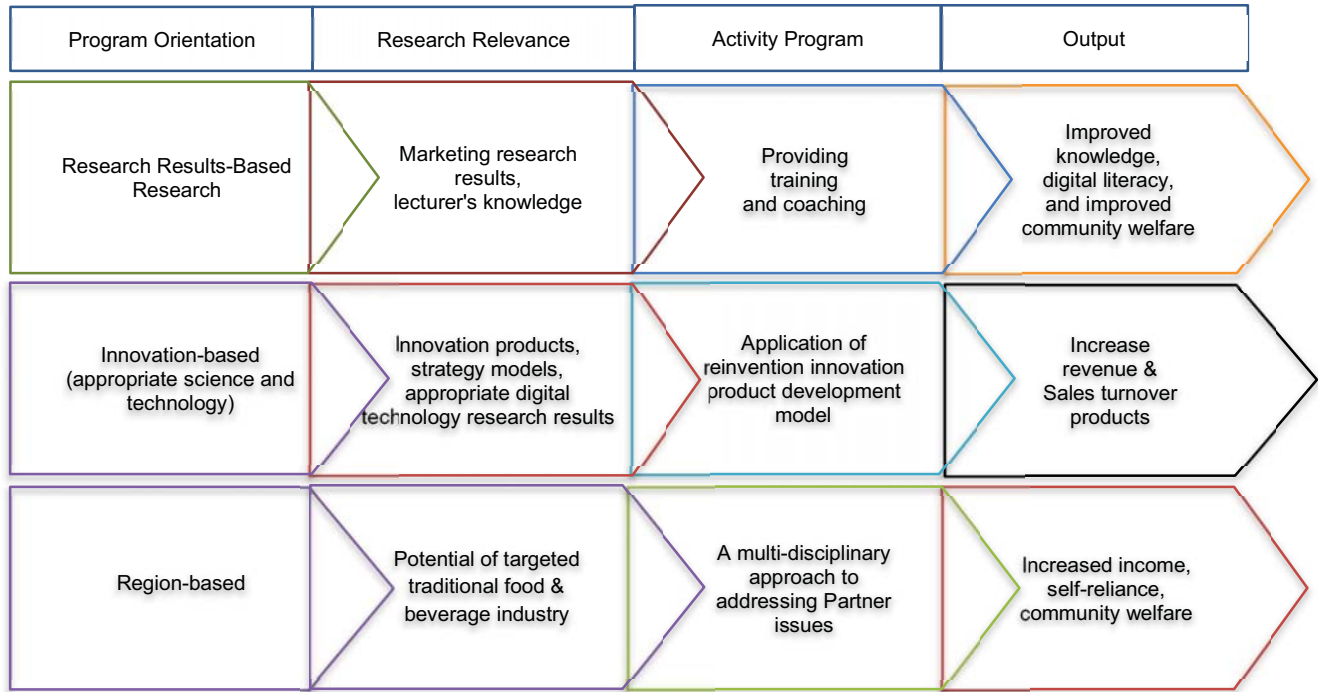 Program Orientation
Research Relevance
Activity Program
Output
Research Results-Based
Research
Marketing research
results,
lecturer's knowledge
Providing
training
and coaching
Improved
knowledge,
digital literacy,
and improved
community welfare
Innovation-based
(appropriate science and
technology)
Innovation products,
strategy models,
appropriate digital
technology research results
Application of
reinvention innovation
product development
model
Increase
revenue &
Sales turnover
products
Region-based
Potential of targeted
traditional food &
beverage industry
A multi-disciplinary
approach to
addressing Partner
issues
Increased income,
self-reliance,
community welfare